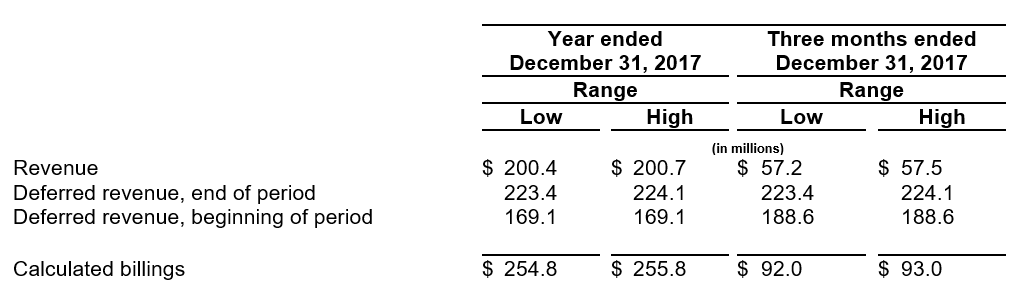 Year ended Three months ended
December 31, 2017 December 31, 2017
Range Range
Low High Low High
(in millions)
Revenue $ 200.4 $ 200.7 $ 57.2 $ 57.5
Deferred revenue, end of period 223.4 224.1 223.4 224.1
Deferred revenue, beginning of period 169.1 169.1 188.6 188.6
Calculated billings $ 254.8 $ 255.8 $ 92.0 $ 93.0